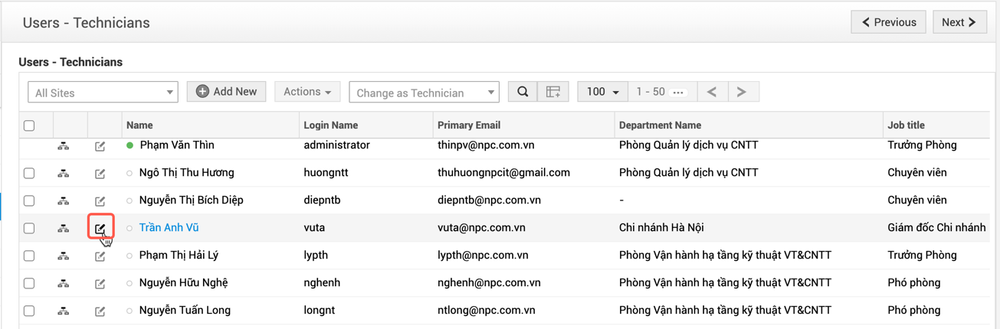 Users - Technicians
Previous
Next
Users - Technicians
All Sites
Add New
Actions
Change as Technician
100
1 - 50 ...
Name Login Name Primary Email Department Name Job title
Phạm Văn Thìn administrator thinpv@npc.com.vn Phòng Quản lý dịch vụ CNTT Trưởng Phòng
Ngô Thị Thu Hương huongntt thuhuongnpcit@gmail.com Phòng Quản lý dịch vụ CNTT Chuyên viên
Nguyễn Thị Bích Diệp diepntb diepntb@npc.com.vn - Chuyên viên
Trần Anh Vũ vuta vuta@npc.com.vn Chi nhánh Hà Nội Giám đốc Chi nhánh
Phạm Thị Hải Lý lypth lypth@npc.com.vn Phòng Vận hành hạ tầng kỹ thuật VT&CNTT Trưởng Phòng
Nguyễn Hữu Nghệ nghenh nghenh@npc.com.vn Phòng Vận hành hạ tầng kỹ thuật VT&CNTT Phó phòng
Nguyễn Tuấn Long longnt ntlong@npc.com.vn Phòng Vận hành hạ tầng kỹ thuật VT&CNTT Phó phòng